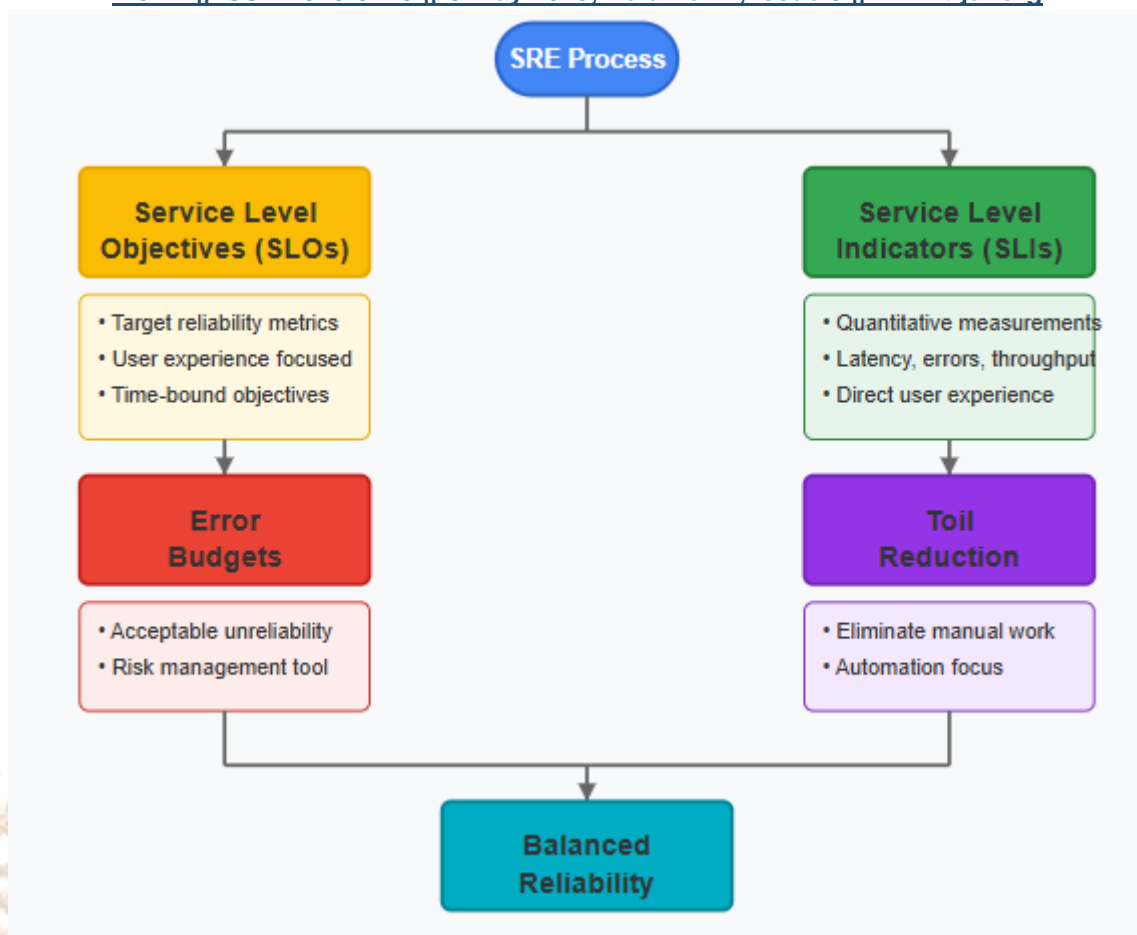 SRE Process
Service Level
Objectives (SLOs)
• Target reliability metrics
• User experience focused
• Time-bound objectives
Error
Budgets
• Acceptable unreliability
• Risk management tool
Service Level
Indicators (SLIs)
• Quantitative measurements
• Latency, errors, throughput
• Direct user experience
Toil
Reduction
• Eliminate manual work
• Automation focus
Balanced
Reliability